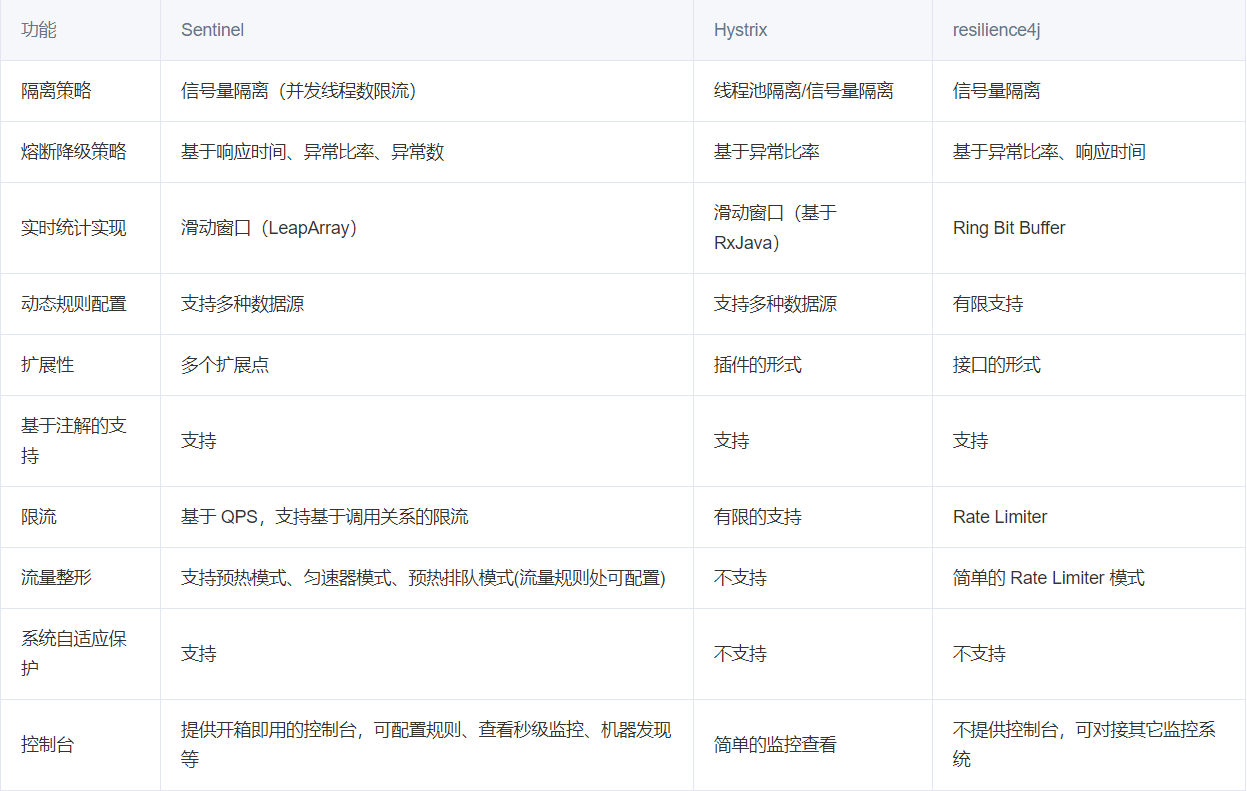 功能
Sentinel
Hystrix
resilience4j
隔离策略
信号量隔离（并发线程数限流）
线程池隔离/信号量隔离
信号量隔离
熔断降级策略
基于响应时间、异常比率、异常数
基于异常比率
基于异常比率、响应时间
实时统计实现
滑动窗口（LeapArray）
滑动窗口（基于
RxJava）
Ring Bit Buffer
动态规则配置
支持多种数据源
支持多种数据源
有限支持
扩展性
多个扩展点
插件的形式
接口的形式
基于注解的支
持
支持
支持
支持
限流
基于 QPS，支持基于调用关系的限流
有限的支持
Rate Limiter
流量整形
支持预热模式、匀速器模式、预热排队模式(流量规则处可配置)
不支持
简单的 Rate Limiter 模式
系统自适应保
护
支持
不支持
不支持
控制台
提供开箱即用的控制台，可配置规则、查看秒级监控、机器发现
等
简单的监控查看
不提供控制台，可对接其它监控系
统